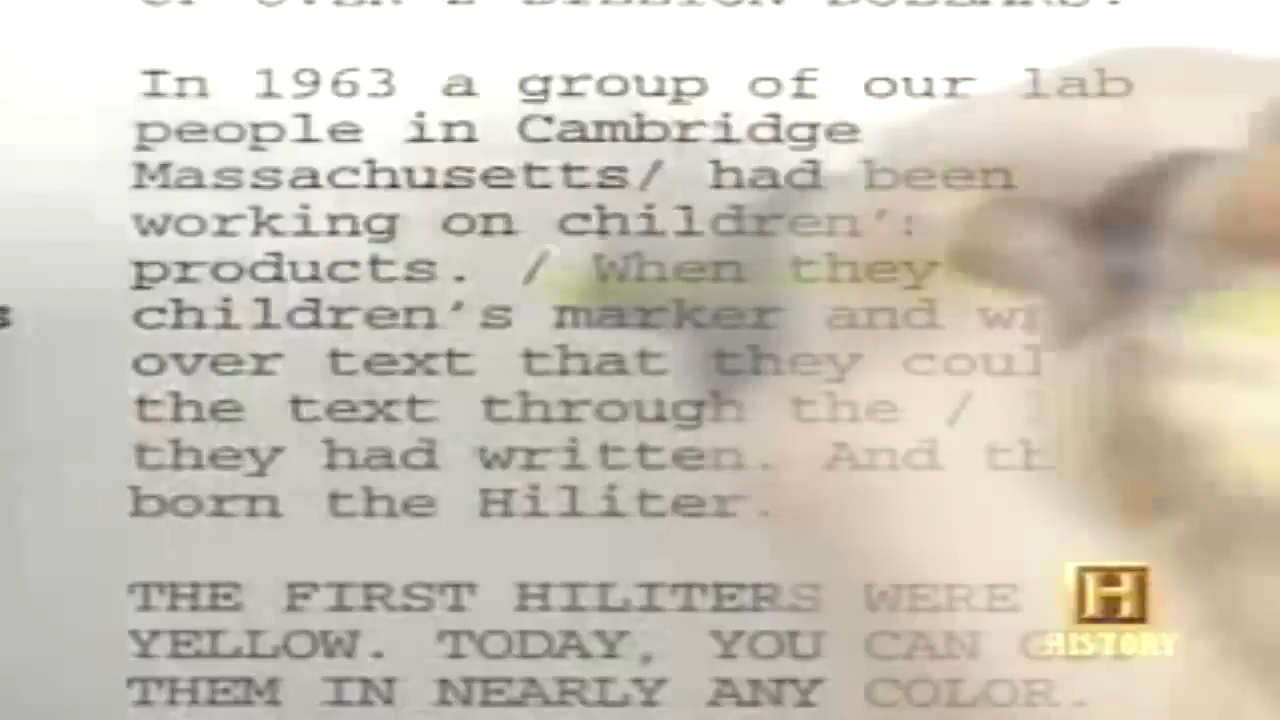 In 1963 a group of our lab
people in Cambridge
Massachusetts/ had been
working on children':
products. / When they
children's marker and
over text that they
the text through the /
they had written. And
born the Hiliter.
THE FIRST HILITERS WERE
YELLOW. TODAY, YOU CAN
THEM IN NEARLY ANY COLOR.
H
HISTORY